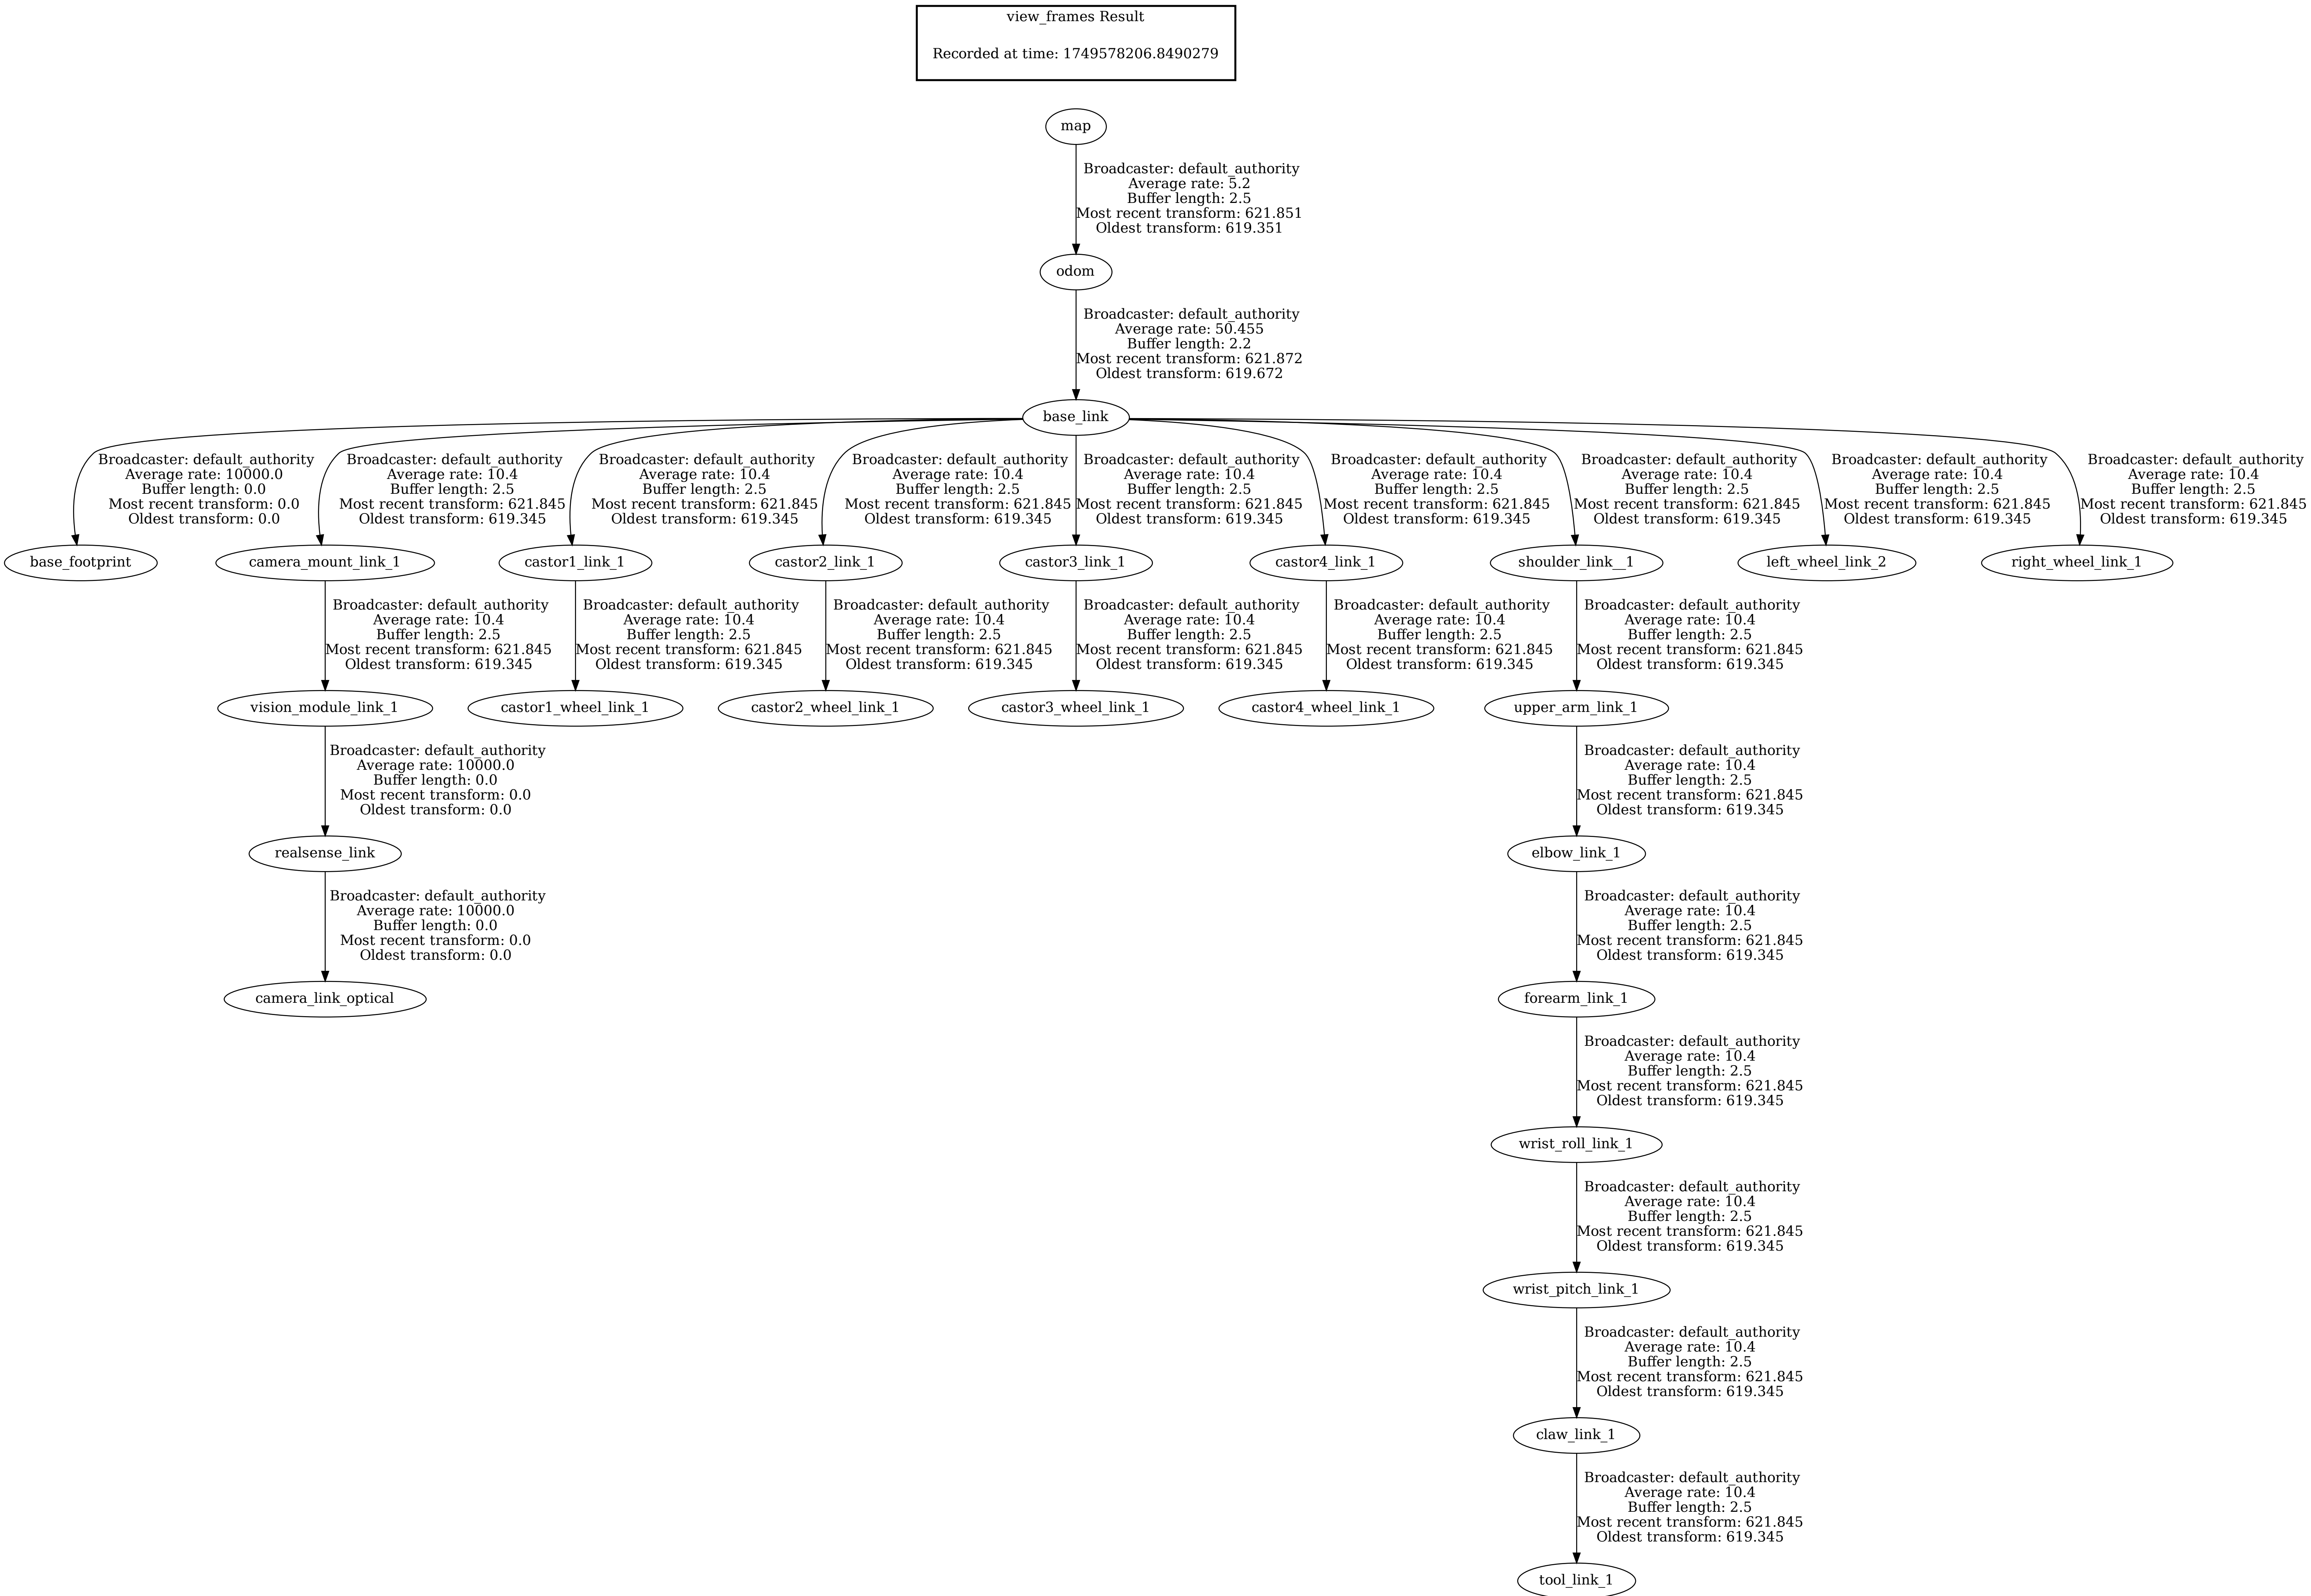 view_frames Result
Recorded at time: 1749578206.8490279
map
Broadcaster: default_authority
Average rate: 5.2
Buffer length: 2.5
Most recent transform: 621.851
Oldest transform: 619.351
odom
Broadcaster: default_authority
Average rate: 50.455
Buffer length: 2.2
Most recent transform: 621.872
Oldest transform: 619.672
base_link
Broadcaster: default_authority
Average rate: 10000.0
Buffer length: 0.0
Most recent transform: 0.0
Oldest transform: 0.0
Broadcaster: default_authority
Average rate: 10.4
Buffer length: 2.5
Most recent transform: 621.845
Oldest transform: 619.345
Broadcaster: default_authority
Average rate: 10.4
Buffer length: 2.5
Most recent transform: 621.845
Oldest transform: 619.345
Broadcaster: default_authority
Average rate: 10.4
Buffer length: 2.5
Most recent transform: 621.845
Oldest transform: 619.345
Broadcaster: default_authority
Average rate: 10.4
Buffer length: 2.5
Most recent transform: 621.845
Oldest transform: 619.345
Broadcaster: default_authority
Average rate: 10.4
Buffer length: 2.5
Most recent transform: 621.845
Oldest transform: 619.345
Broadcaster: default_authority
Average rate: 10.4
Buffer length: 2.5
Most recent transform: 621.845
Oldest transform: 619.345
Broadcaster: default_authority
Average rate: 10.4
Buffer length: 2.5
Most recent transform: 621.845
Oldest transform: 619.345
Broadcaster: default_authority
Average rate: 10.4
Buffer length: 2.5
Most recent transform: 621.845
Oldest transform: 619.345
base_footprint
camera_mount_link_1
castor1_link_1
castor2_link_1
castor3_link_1
castor4_link_1
shoulder_link__1
left_wheel_link_2
right_wheel_link_1
Broadcaster: default_authority
Average rate: 10.4
Buffer length: 2.5
Most recent transform: 621.845
Oldest transform: 619.345
Broadcaster: default_authority
Average rate: 10.4
Buffer length: 2.5
Most recent transform: 621.845
Oldest transform: 619.345
Broadcaster: default_authority
Average rate: 10.4
Buffer length: 2.5
Most recent transform: 621.845
Oldest transform: 619.345
Broadcaster: default_authority
Average rate: 10.4
Buffer length: 2.5
Most recent transform: 621.845
Oldest transform: 619.345
Broadcaster: default_authority
Average rate: 10.4
Buffer length: 2.5
Most recent transform: 621.845
Oldest transform: 619.345
Broadcaster: default_authority
Average rate: 10.4
Buffer length: 2.5
Most recent transform: 621.845
Oldest transform: 619.345
vision_module_link_1
castor1_wheel_link_1
castor2_wheel_link_1
castor3_wheel_link_1
castor4_wheel_link_1
upper_arm_link_1
Broadcaster: default_authority
Average rate: 10000.0
Buffer length: 0.0
Most recent transform: 0.0
Oldest transform: 0.0
Broadcaster: default_authority
Average rate: 10.4
Buffer length: 2.5
Most recent transform: 621.845
Oldest transform: 619.345
realsense_link
elbow_link_1
Broadcaster: default_authority
Average rate: 10000.0
Buffer length: 0.0
Most recent transform: 0.0
Oldest transform: 0.0
Broadcaster: default_authority
Average rate: 10.4
Buffer length: 2.5
Most recent transform: 621.845
Oldest transform: 619.345
camera_link_optical
forearm_link_1
Broadcaster: default_authority
Average rate: 10.4
Buffer length: 2.5
Most recent transform: 621.845
Oldest transform: 619.345
wrist_roll_link_1
Broadcaster: default_authority
Average rate: 10.4
Buffer length: 2.5
Most recent transform: 621.845
Oldest transform: 619.345
wrist_pitch_link_1
Broadcaster: default_authority
Average rate: 10.4
Buffer length: 2.5
Most recent transform: 621.845
Oldest transform: 619.345
claw_link_1
Broadcaster: default_authority
Average rate: 10.4
Buffer length: 2.5
Most recent transform: 621.845
Oldest transform: 619.345
tool_link_1